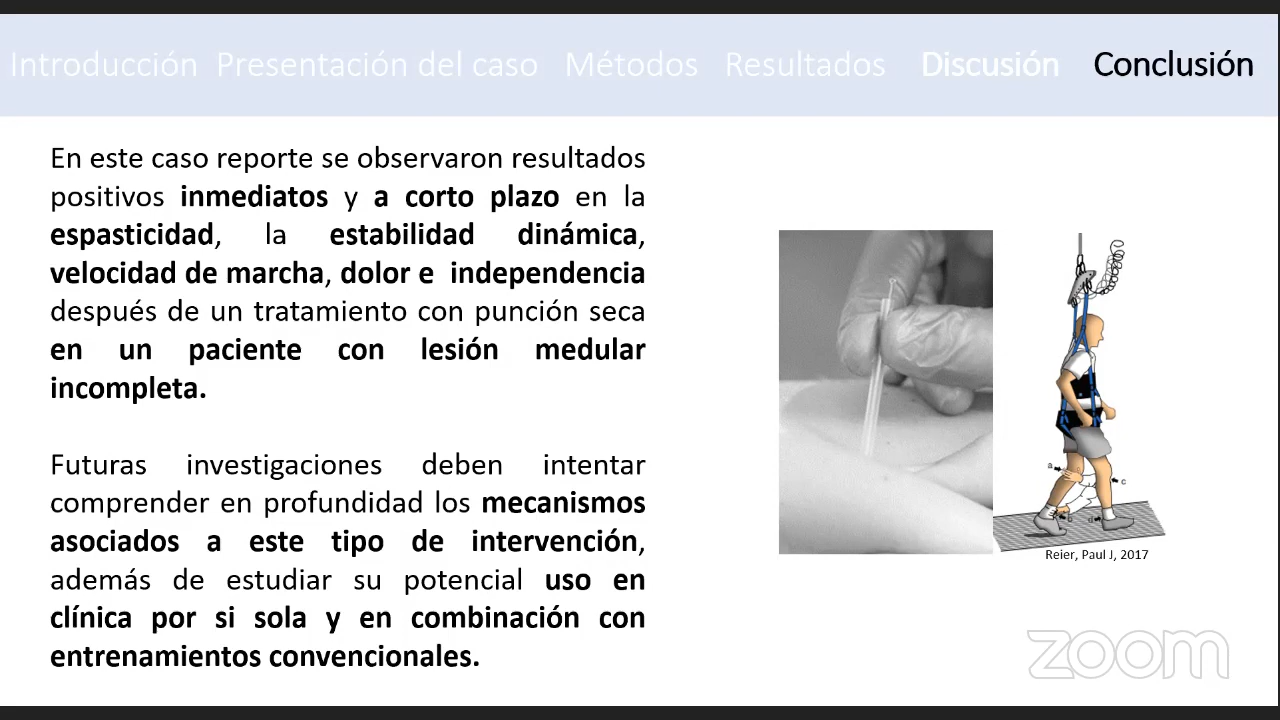 Introducción Presentación del caso Métodos Resultados Discusión Conclusión
En este caso reporte se observaron resultados
positivos inmediatos y a corto plazo en la
espasticidad, la estabilidad dinámica,
velocidad de marcha, dolor e independencia
después de un tratamiento con punción seca
en un paciente con lesión medular
incompleta.
Futuras investigaciones deben intentar
comprender en profundidad los mecanismos
asociados a este tipo de intervención,
además de estudiar su potencial uso en
clínica por si sola y en combinación con
entrenamientos convencionales.
a
c
b
d
Reier, Paul J, 2017
zoom